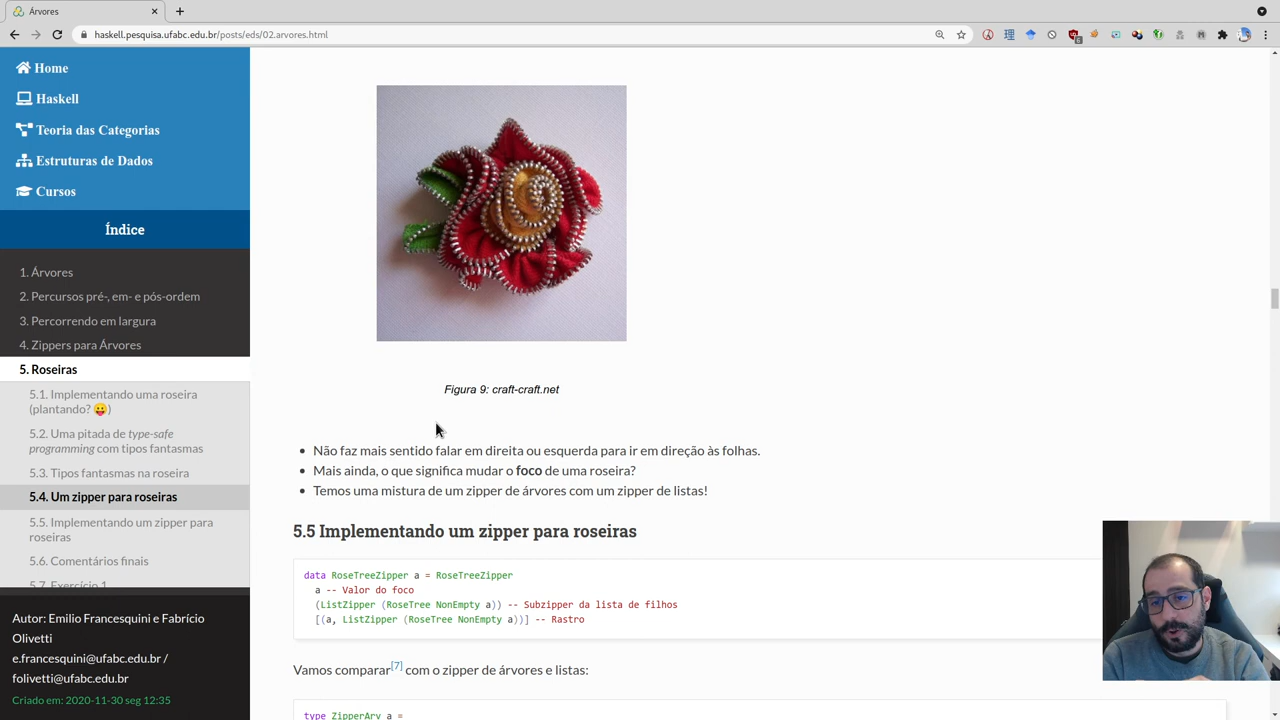 Árvores
haskell.pesquisa.ufabc.edu.br/posts/eds/02.arvores.html
Home
Haskell
Teoria das Categorias
Estruturas de Dados
Cursos
Índice
1. Árvores
2. Percursos pré-, em- e pós-ordem
3. Percorrendo em largura
4. Zippers para Árvores
5. Roseiras
5.1. Implementando uma roseira
(plantando? 😛)
5.2. Uma pitada de type-safe
programming com tipos fantasmas
5.3. Tipos fantasmas na roseira
5.4. Um zipper para roseiras
5.5. Implementando um zipper para
roseiras
5.6. Comentários finais
5.7. Exercício 1
Autor: Emilio Francesquini e Fabrício
Olivetti
e.francesquini@ufabc.edu.br /
folivetti@ufabc.edu.br
Criado em: 2020-11-30 seg 12:35
Figura 9: craft-craft.net
• Não faz mais sentido falar em direita ou esquerda para ir em direção às folhas.
• Mais ainda, o que significa mudar o foco de uma roseira?
• Temos uma mistura de um zipper de árvores com um zipper de listas!
5.5 Implementando um zipper para roseiras
data RoseTreeZipper a = RoseTreeZipper
a -- Valor do foco
(ListZipper (RoseTree NonEmpty a)) -- Subzipper da lista de filhos
[(a, ListZipper (RoseTree NonEmpty a))] -- Rastro
Vamos comparar[7] com o zipper de árvores e listas:
type ZipperArv a =